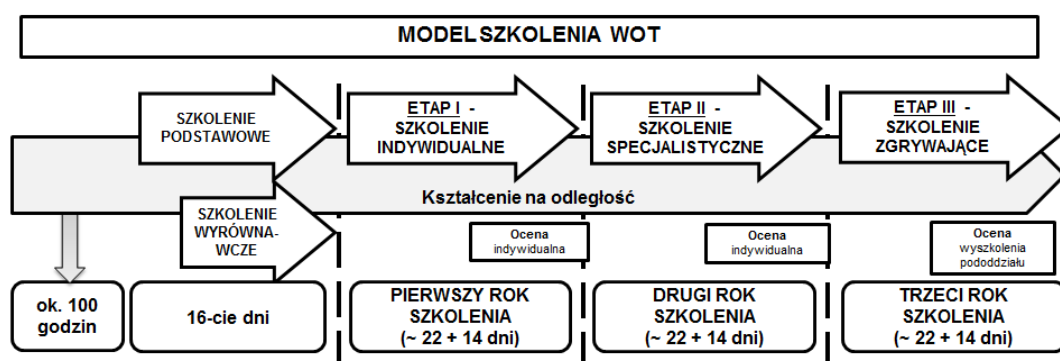 MODEL SZKOLENIA WOT
SZKOLENIE
PODSTAWOWE
ETAP I -
SZKOLENIE
INDYWIDUALNE
ETAP II -
SZKOLENIE
SPECJALISTYCZNE
ETAP III -
SZKOLENIE
ZGRYWAJĄCE
Kształcenie na odległość
SZKOLENIE
WYRÓWNA-
WCZE
Ocena
indywidualna
Ocena
indywidualna
Ocena
wyszkolenia
pododdziału
ok. 100
godzin
16-cie dni
PIERWSZY ROK
SZKOLENIA
(~ 22 + 14 dni)
DRUGI ROK
SZKOLENIA
(~ 22 + 14 dni)
TRZECI ROK
SZKOLENIA
(~ 22 + 14 dni)